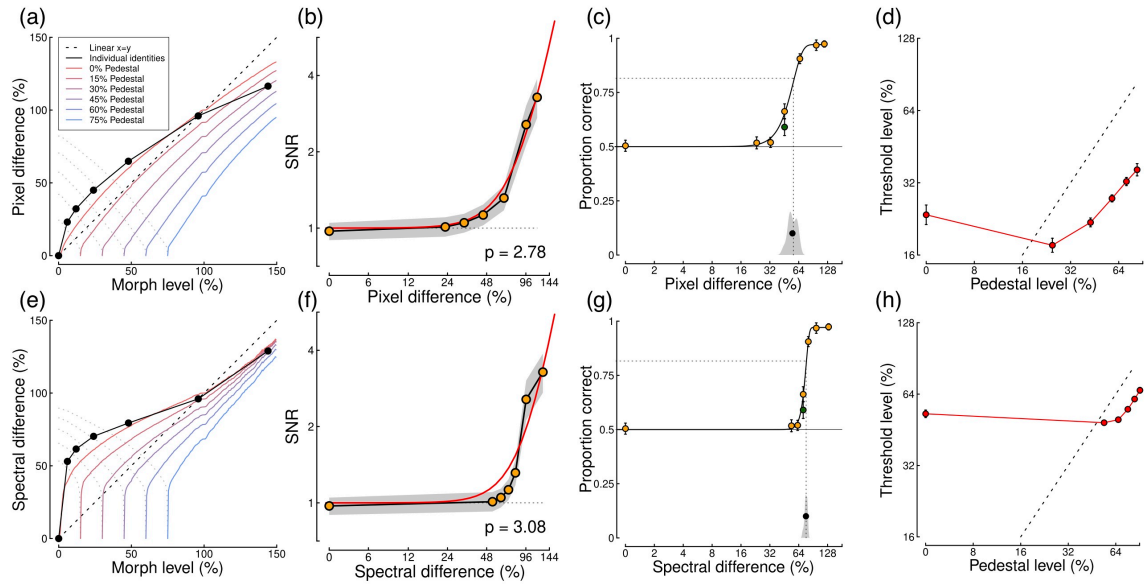 (a)
Pixel difference (%)
150
100
50
0
Linear x=y
Individual identities
0% Pedestal
15% Pedestal
30% Pedestal
45% Pedestal
60% Pedestal
75% Pedestal
0 50 100 150
Morph level (%)
(b)
SNR
4
2
1
p = 2.78
0 6 12 24 48 96 144
Pixel difference (%)
(c)
Proportion correct
1
0.75
0.5
0.25
0
0 2 4 8 16 32 64 128
Pixel difference (%)
(d)
Threshold level (%)
128
64
32
16
0 16 32 64
Pedestal level (%)
(e)
Spectral difference (%)
150
100
50
0
0 50 100 150
Morph level (%)
(f)
SNR
4
2
1
p = 3.08
0 6 12 24 48 96 144
Spectral difference (%)
(g)
Proportion correct
1
0.75
0.5
0.25
0
0 2 4 8 16 32 64 128
Spectral difference (%)
(h)
Threshold level (%)
128
64
32
16
0 16 32 64
Pedestal level (%)